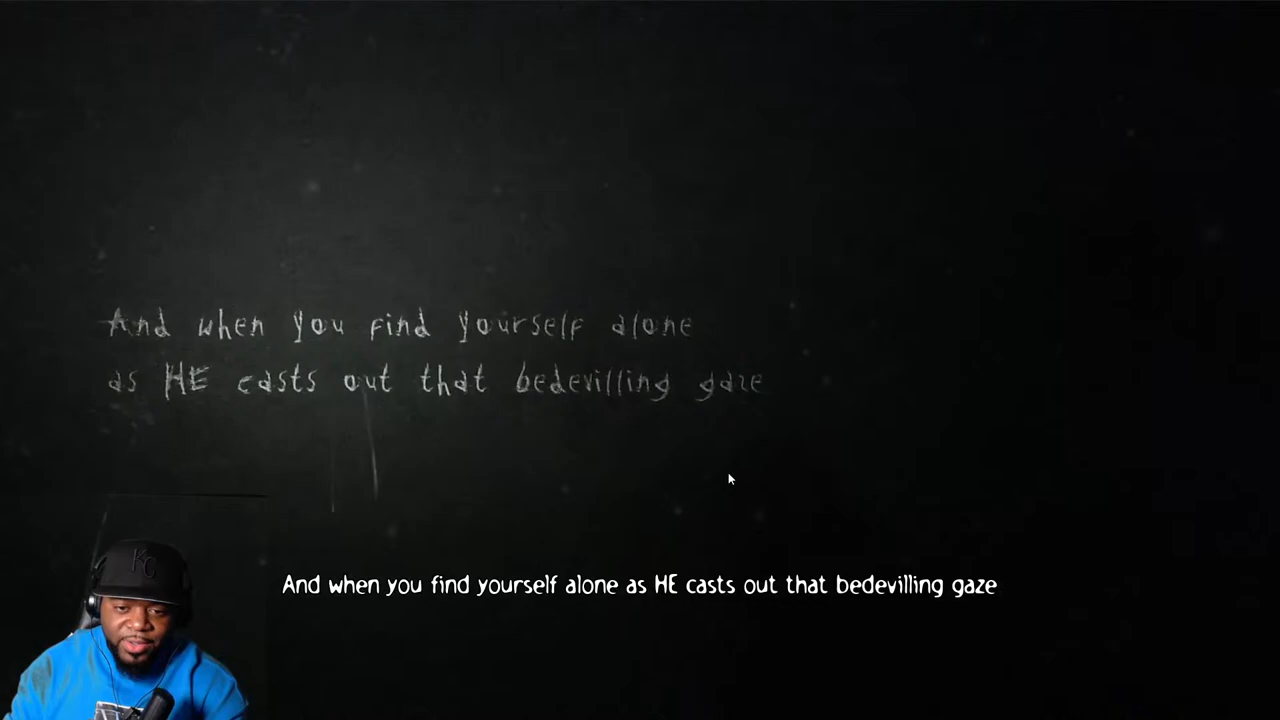 And when you find yourself alone
as HE casts out that bedevilling gaze
And when you find yourself alone as HE casts out that bedevilling gaze
KC